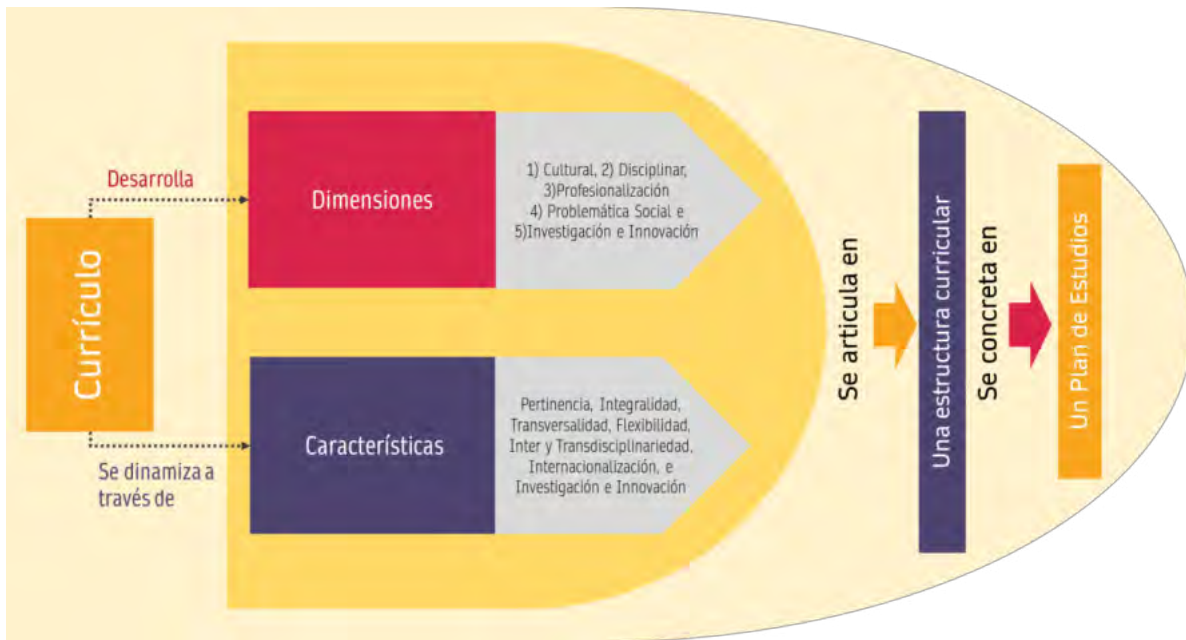 Currículo
Desarrolla
Dimensiones
1) Cultural, 2) Disciplinar,
3)Profesionalización
4) Problemática Social e
5)Investigación e Innovación
Se dinamiza a
través de
Característicås
Pertinencia, Integralidad,
Transversalidad, Flexibilidad,
Inter y Transdisciplinariedad,
Internacionalización, e
Investigación e Innovación
Se articula en
Una estructura curricular
Se concreta en
Un Plan de Estudios